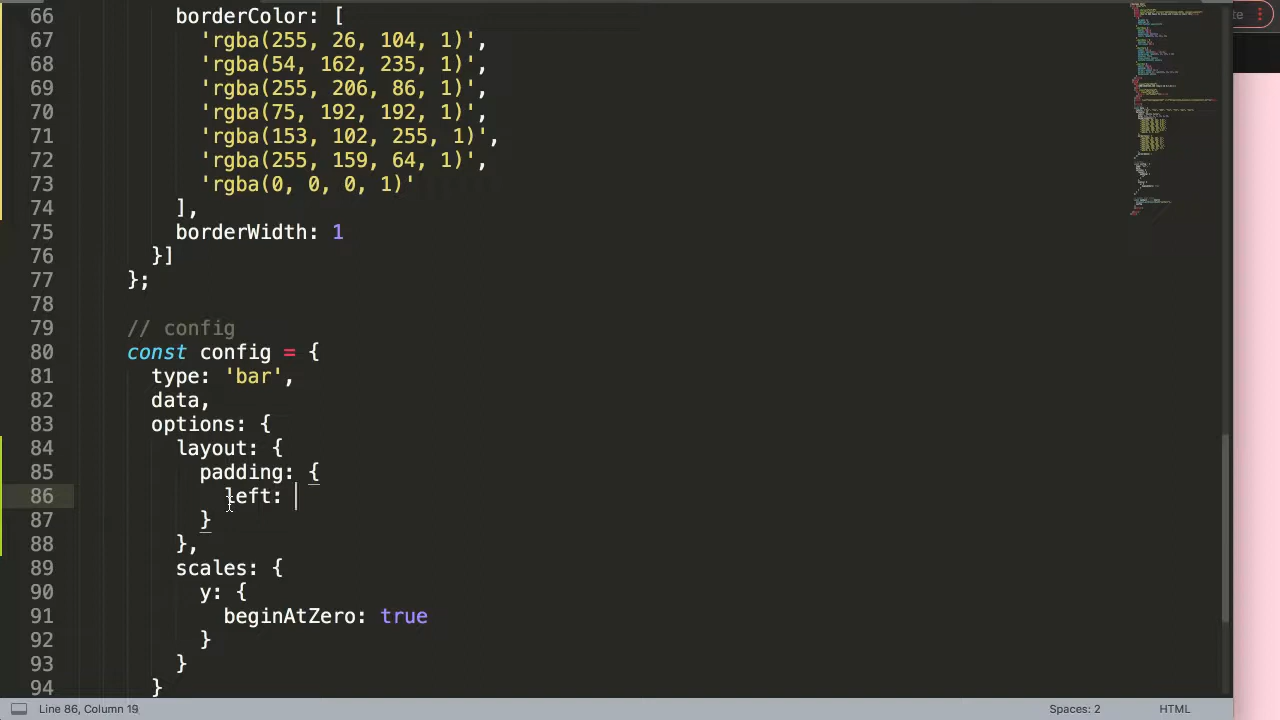 66 borderColor: [
67 'rgba(255, 26, 104, 1)',
68 'rgba(54, 162, 235, 1)',
69 'rgba(255, 206, 86, 1)',
70 'rgba(75, 192, 192, 1)',
71 'rgba(153, 102, 255, 1)',
72 'rgba(255, 159, 64, 1)',
73 'rgba(0, 0, 0, 1)'
74 ],
75 borderWidth: 1
76 }]
77 };
78
79 // config
80 const config = {
81 type: 'bar',
82 data,
83 options: {
84 layout: {
85 padding: {
86 left:
87 }
88 },
89 scales: {
90 y: {
91 beginAtZero: true
92 }
93 }
94 }
Line 86, Column 19
Spaces: 2
HTML